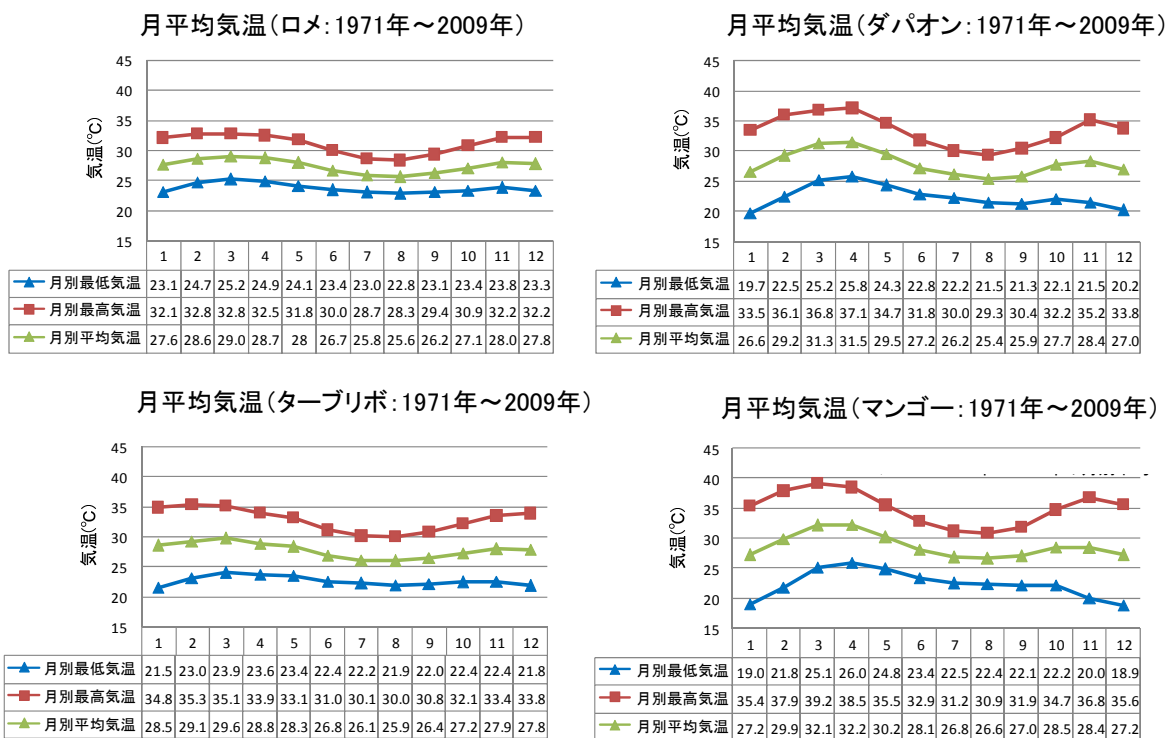 月平均気温(ロメ:1971年~2009年)
45
40
35
30
25
20
15
気温(℃)
1 2 3 4 5 6 7 8 9 10 11 12
月別最低気温 23.1 24.7 25.2 24.9 24.1 23.4 23.0 22.8 23.1 23.4 23.8 23.3
月別最高気温 32.1 32.8 32.8 32.5 31.8 30.0 28.7 28.3 29.4 30.9 32.2 32.2
月別平均気温 27.6 28.6 29.0 28.7 28 26.7 25.8 25.6 26.2 27.1 28.0 27.8
月平均気温(ダパオン:1971年~2009年)
45
40
35
30
25
20
15
気温(℃)
1 2 3 4 5 6 7 8 9 10 11 12
月別最低気温 19.7 22.5 25.2 25.8 24.3 22.8 22.2 21.5 21.3 22.1 21.5 20.2
月別最高気温 33.5 36.1 36.8 37.1 34.7 31.8 30.0 29.3 30.4 32.2 35.2 33.8
月別平均気温 26.6 29.2 31.3 31.5 29.5 27.2 26.2 25.4 25.9 27.7 28.4 27.0
月平均気温(ターブリボ:1971年~2009年)
45
40
35
30
25
20
15
気温(℃)
1 2 3 4 5 6 7 8 9 10 11 12
月別最低気温 21.5 23.0 23.9 23.6 23.4 22.4 22.2 21.9 22.0 22.4 22.4 21.8
月別最高気温 34.8 35.3 35.1 33.9 33.1 31.0 30.1 30.0 30.8 32.1 33.4 33.8
月別平均気温 28.5 29.1 29.6 28.8 28.3 26.8 26.1 25.9 26.4 27.2 27.9 27.8
月平均気温(マンゴー:1971年~2009年)
45
40
35
30
25
20
15
気温(℃)
1 2 3 4 5 6 7 8 9 10 11 12
月別最低気温 19.0 21.8 25.1 26.0 24.8 23.4 22.5 22.4 22.1 22.2 20.0 18.9
月別最高気温 35.4 37.9 39.2 38.5 35.5 32.9 31.2 30.9 31.9 34.7 36.8 35.6
月別平均気温 27.2 29.9 32.1 32.2 30.2 28.1 26.8 26.6 27.0 28.5 28.4 27.2